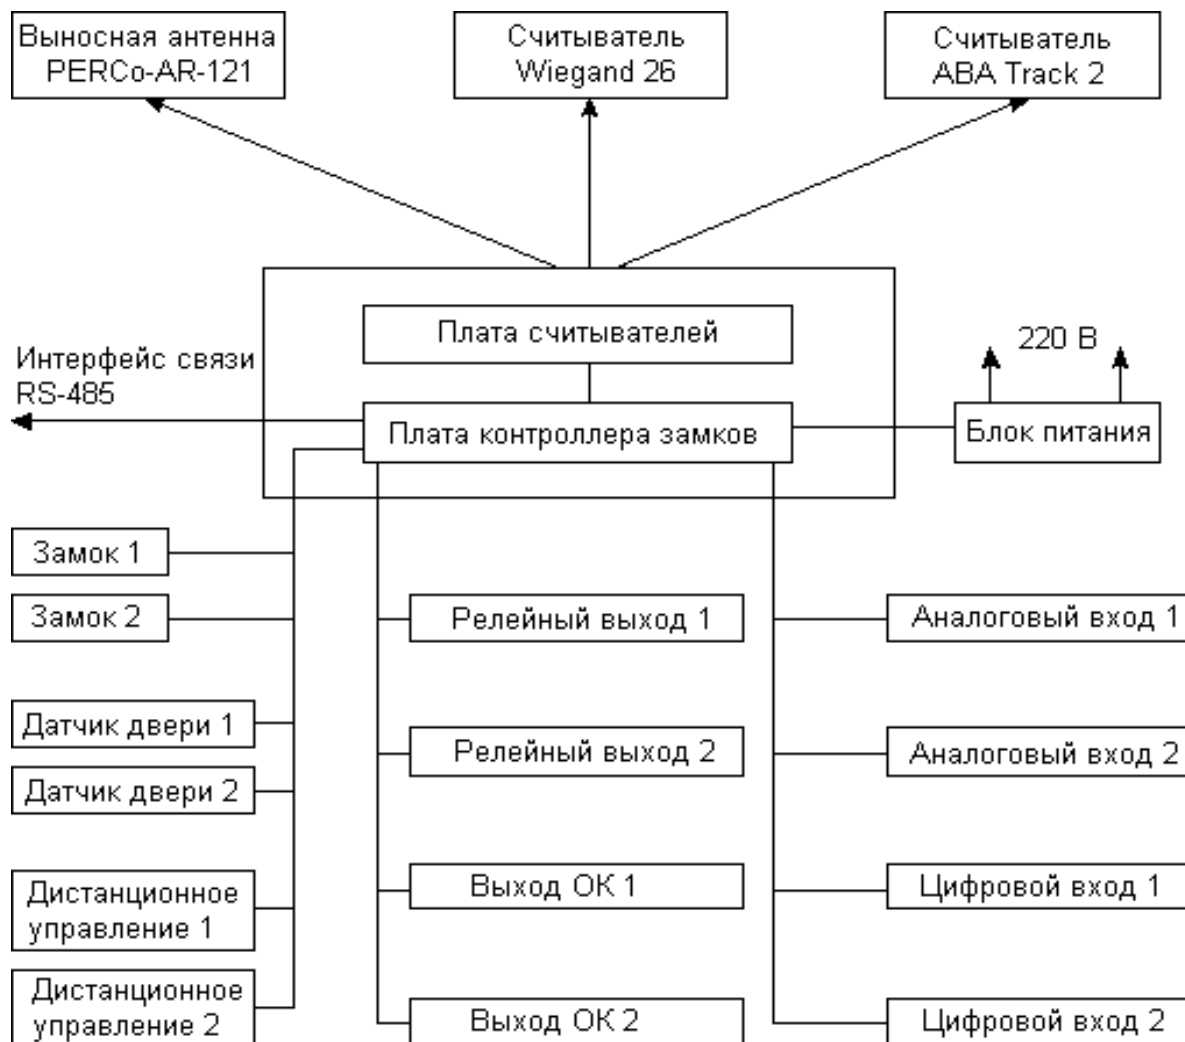 Выносная антенна
PERCo-AR-121
Считыватель
Wiegand 26
Считыватель
ABA Track 2
Плата считывателей
Интерфейс связи
RS-485
220 В
Плата контроллера замков
Блок питания
Замок 1
Замок 2
Датчик двери 1
Датчик двери 2
Дистанционное
управление 1
Дистанционное
управление 2
Релейный выход 1
Релейный выход 2
Выход ОК 1
Выход ОК 2
Аналоговый вход 1
Аналоговый вход 2
Цифровой вход 1
Цифровой вход 2